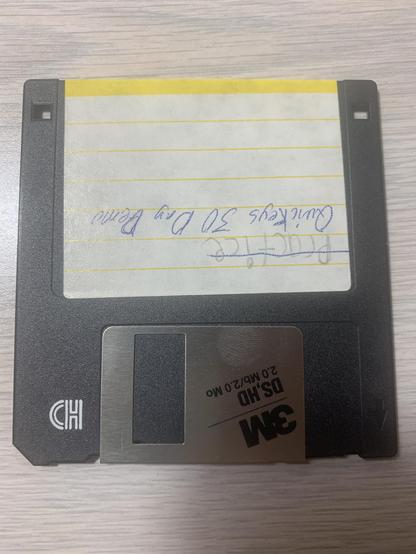 3M
DS,HD
2.0 Mb/2.0 Mo
HD
Practice
QuicKeys 30 Day Demo